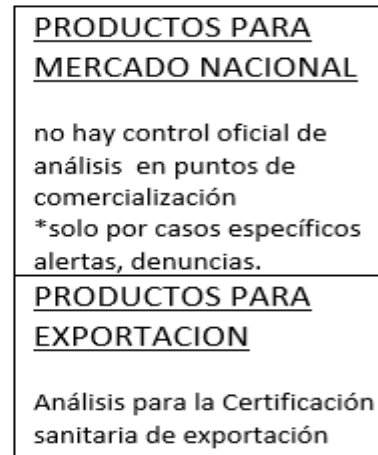 PRODUCTOS PARA
MERCADO NACIONAL
no hay control oficial de
análisis en puntos de
comercialización
*solo por casos específicos
alertas, denuncias.
PRODUCTOS PARA
EXPORTACION
Análisis para la Certificación
sanitaria de exportación